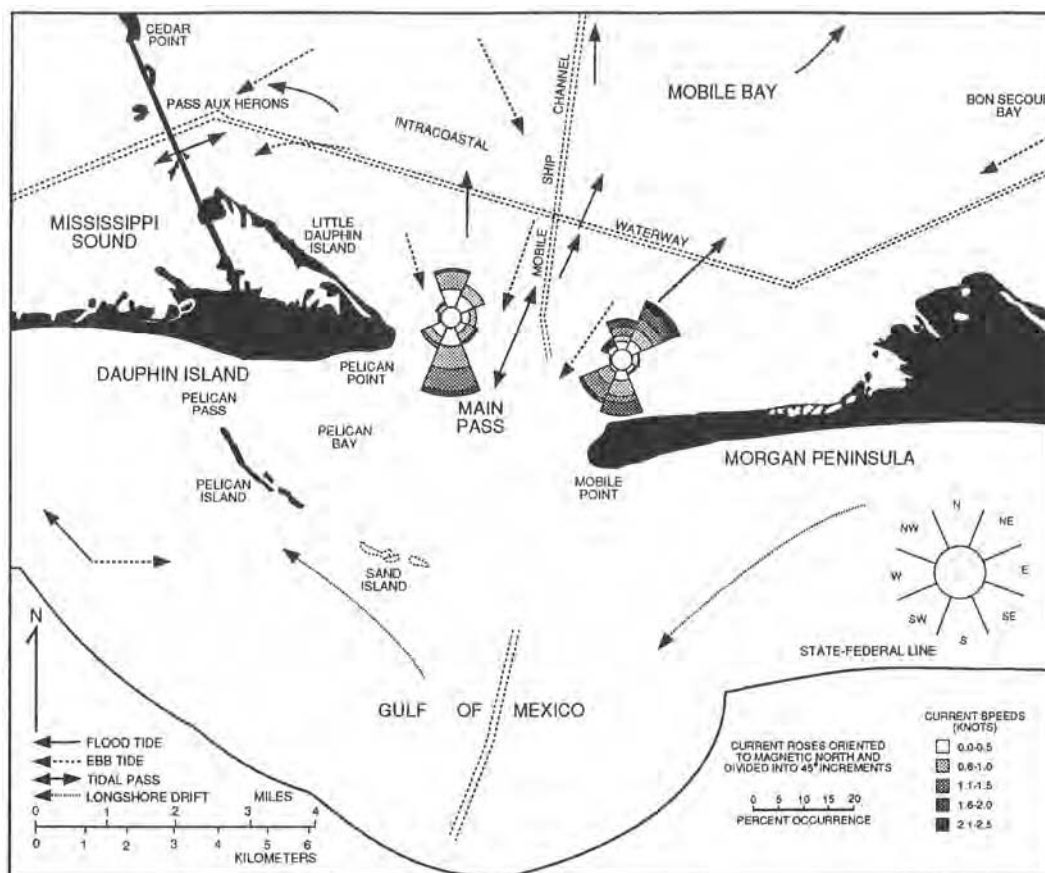 CEDAR
POINT
PASS AUX HERONS
INTRACOASTAL
CHANNEL
SHIP
MOBILE
MOBILE BAY
BON SECOUR
BAY
WATERWAY
MISSISSIPPI
SOUND
LITTLE
DAUPHIN
ISLAND
DAUPHIN ISLAND
PELICAN
POINT
PELICAN
PASS
PELICAN
BAY
MAIN
PASS
MORGAN PENINSULA
MOBILE
POINT
PELICAN
ISLAND
SAND
ISLAND
N
NW
NE
W
E
SW
SE
S
STATE-FEDERAL LINE
N
GULF OF MEXICO
FLOOD TIDE
EBB TIDE
TIDAL PASS
LONGSHORE DRIFT
MILES
0 1 2 3 4
0 1 2 3 4 5 6
KILOMETERS
CURRENT ROSES ORIENTED
TO MAGNETIC NORTH AND
DIVIDED INTO 45° INCREMENTS
0 5 10 15 20
PERCENT OCCURRENCE
CURRENT SPEEDS
(KNOTS)
0.0-0.5
0.6-1.0
1.1-1.5
1.6-2.0
2.1-2.5